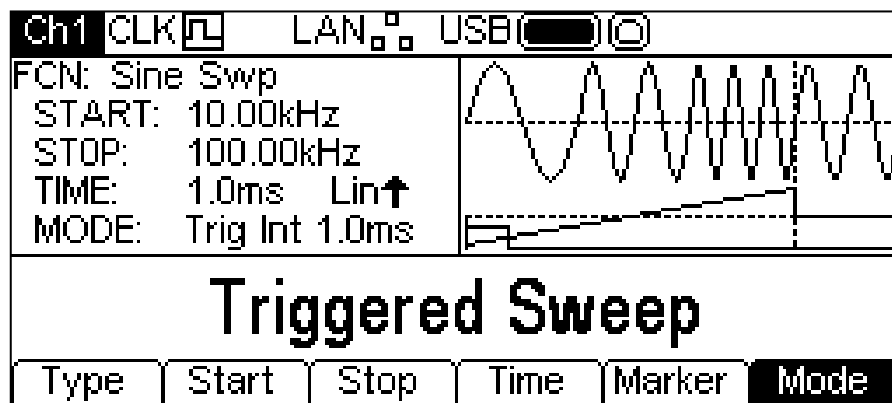 Ch1 CLK LAN USB
FCN: Sine Swp
START: 10.00kHz
STOP: 100.00kHz
TIME: 1.0ms Lin↑
MODE: Trig Int 1.0ms
Triggered Sweep
Type Start Stop Time Marker Mode